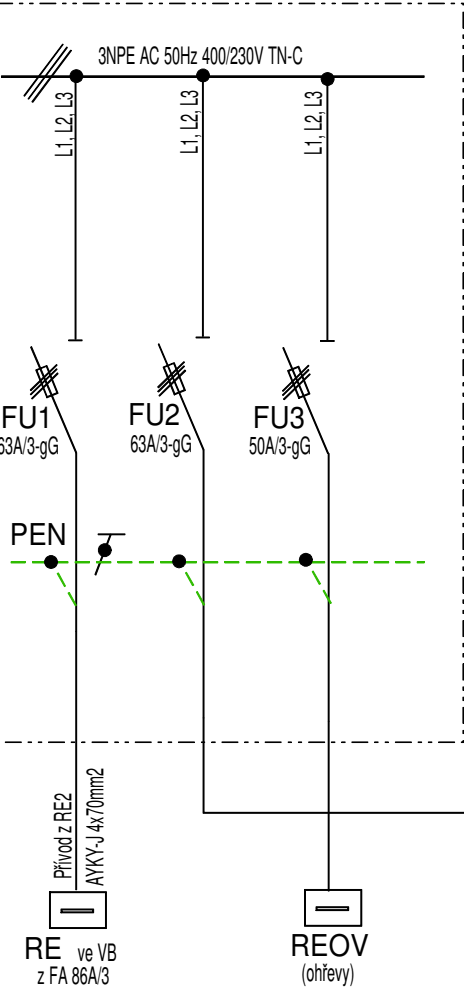 3NPE AC 50Hz 400/230V TN-C
L1, L2, L3
L1, L2, L3
L1, L2, L3
FU1
63A/3-gG
FU2
63A/3-gG
FU3
50A/3-gG
PEN
Přívod z RE2
AYKY-J 4x70mm2
RE ve VB
z FA 86A/3
REOV
(ohřevy)